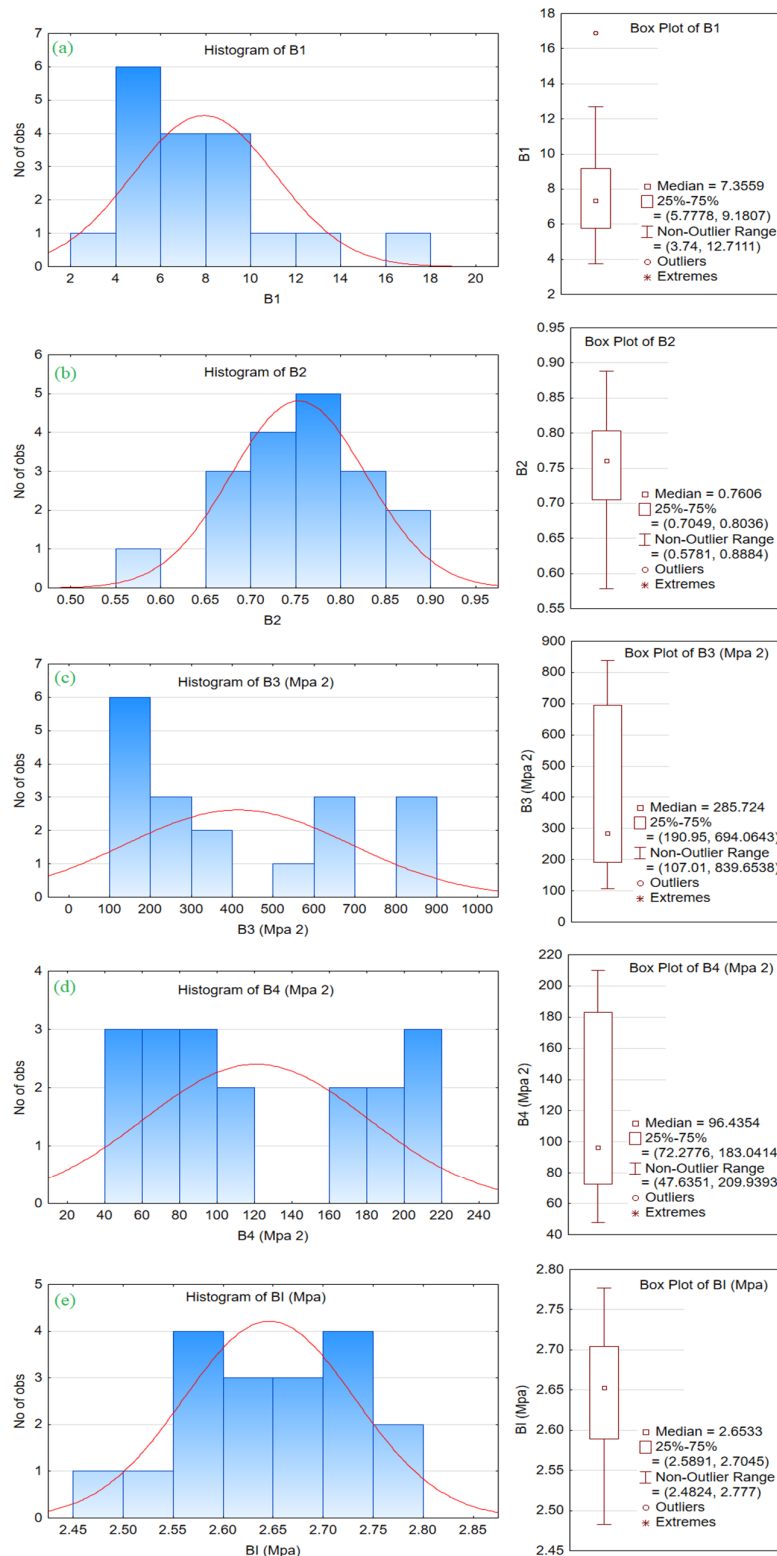 (a)
Histogram of B1
No of obs
7
6
5
4
3
2
1
0
2 4 6 8 10 12 14 16 18 20
B1
Box Plot of B1
B1
18
16
14
12
10
8
6
4
2
Median = 7.3559
25%-75%
= (5.7778, 9.1807)
Non-Outlier Range
= (3.74, 12.7111)
Outliers
Extremes
(b)
Histogram of B2
No of obs
6
5
4
3
2
1
0
0.50 0.55 0.60 0.65 0.70 0.75 0.80 0.85 0.90 0.95
B2
Box Plot of B2
B2
0.95
0.90
0.85
0.80
0.75
0.70
0.65
0.60
0.55
Median = 0.7606
25%-75%
= (0.7049, 0.8036)
Non-Outlier Range
= (0.5781, 0.8884)
Outliers
Extremes
(c)
Histogram of B3 (Mpa 2)
No of obs
7
6
5
4
3
2
1
0
0 100 200 300 400 500 600 700 800 900 1000
B3 (Mpa 2)
Box Plot of B3 (Mpa 2)
B3 (Mpa 2)
900
800
700
600
500
400
300
200
100
0
Median = 285.724
25%-75%
= (190.95, 694.0643)
Non-Outlier Range
= (107.01, 839.6538)
Outliers
Extremes
(d)
Histogram of B4 (Mpa 2)
No of obs
4
3
2
1
0
20 40 60 80 100 120 140 160 180 200 220 240
B4 (Mpa 2)
Box Plot of B4 (Mpa 2)
B4 (Mpa 2)
220
200
180
160
140
120
100
80
60
40
Median = 96.4354
25%-75%
= (72.2776, 183.0414)
Non-Outlier Range
= (47.6351, 209.9393)
Outliers
Extremes
(e)
Histogram of BI (Mpa)
No of obs
5
4
3
2
1
0
2.45 2.50 2.55 2.60 2.65 2.70 2.75 2.80 2.85
BI (Mpa)
Box Plot of BI (Mpa)
BI (Mpa)
2.80
2.75
2.70
2.65
2.60
2.55
2.50
2.45
Median = 2.6533
25%-75%
= (2.5891, 2.7045)
Non-Outlier Range
= (2.4824, 2.777)
Outliers
Extremes